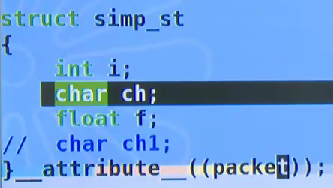 struct simp_st
{
int i;
char ch;
float f;
// char ch1;
}__attribute__((packet));